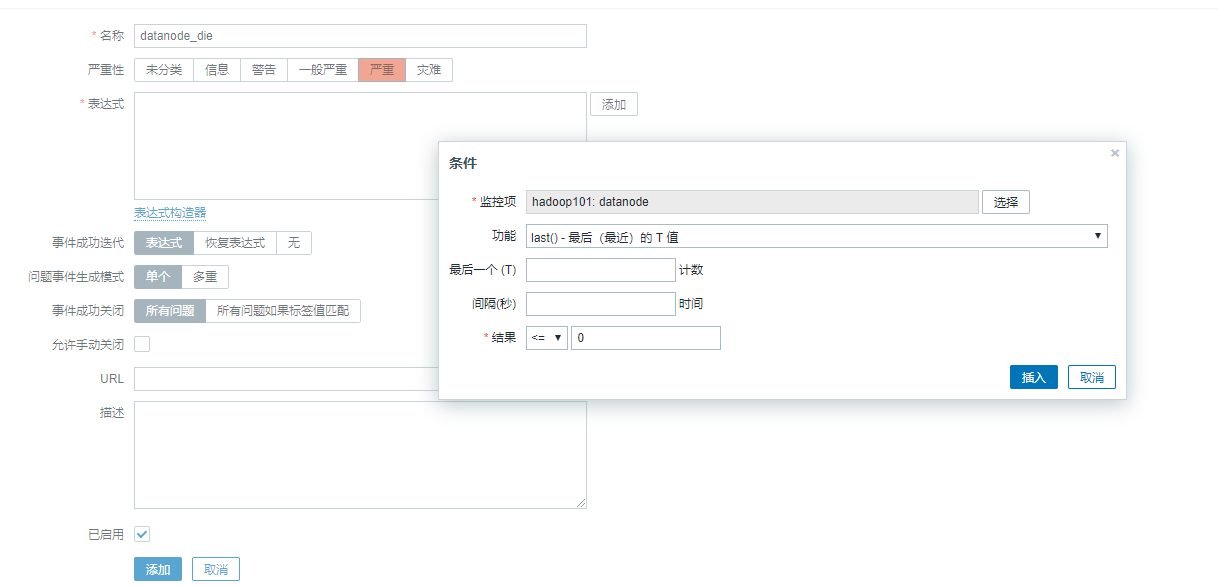 * 名称 datanode_die
严重性 未分类 信息 警告 一般严重 严重 灾难
* 表达式 添加
表达式构造器
事件成功迭代 表达式 恢复表达式 无
问题事件生成模式 单个 多重
事件成功关闭 所有问题 所有问题如果标签值匹配
允许手动关闭
URL
描述
已启用
添加 取消
条件 ×
* 监控项 hadoop101: datanode 选择
功能 last() - 最后（最近）的 T 值
最后一个 (T) 计数
间隔(秒) 时间
* 结果 <= 0
插入 取消